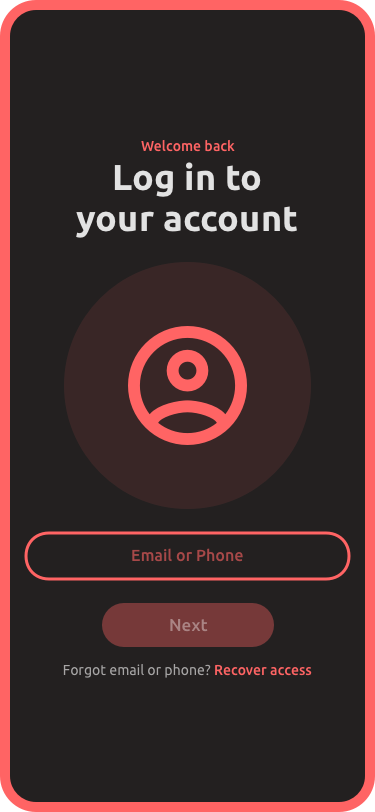 Welcome back
Log in to
your account
Email or Phone
Next
Forgot email or phone? Recover access